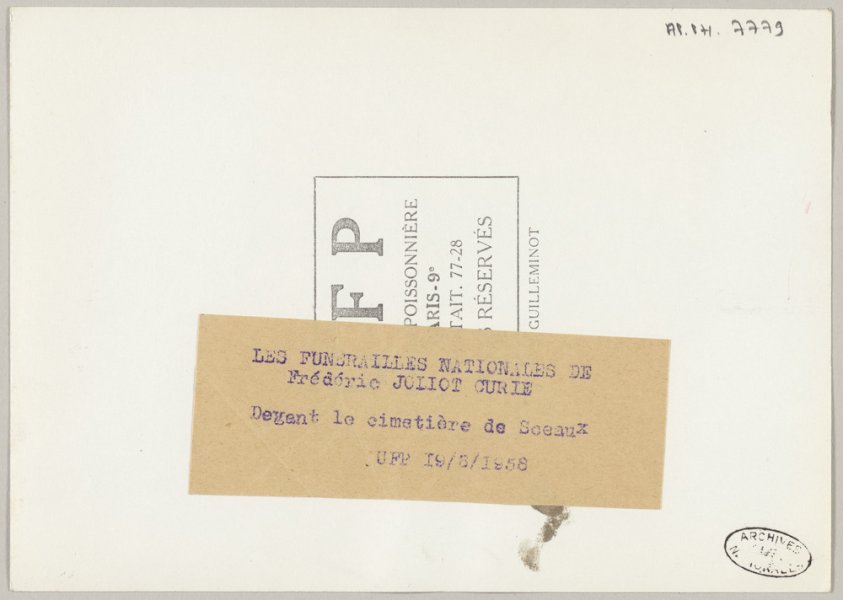 AP.PH. 7779
F P
POISSONNIÈRE
ARIS-9e
TAIT. 77-28
S RÉSERVÉS
GUILLEMINOT
LES FUNERAILLES NATIONALES DE
Frédéric JOLIOT CURIE
Devant le cimetière de Sceaux
UFP 19/8/1958
ARCHIVES